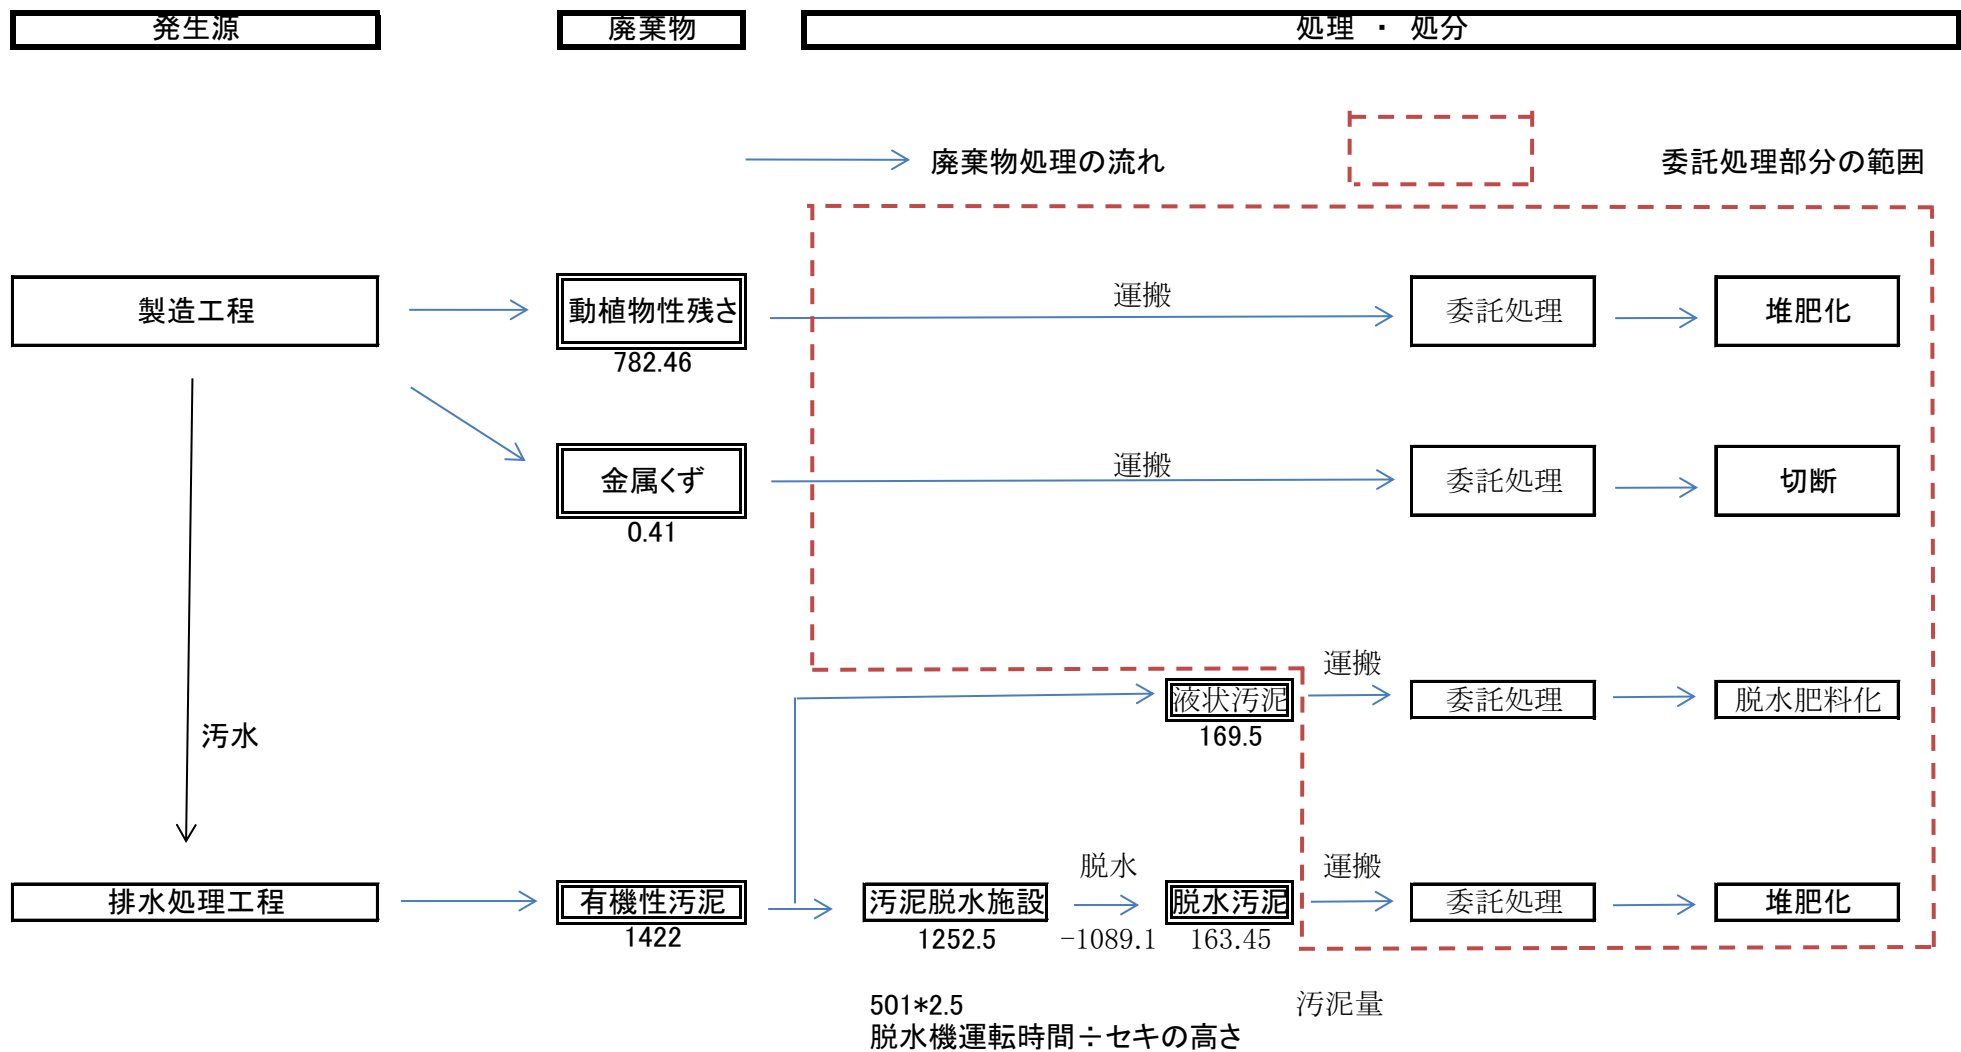 発生源
廃棄物
処理 ・ 処分
廃棄物処理の流れ
委託処理部分の範囲
製造工程
動植物性残さ
782.46
運搬
委託処理
堆肥化
金属くず
0.41
運搬
委託処理
切断
汚水
液状汚泥
169.5
運搬
委託処理
脱水肥料化
排水処理工程
有機性汚泥
1422
汚泥脱水施設
1252.5
脱水
-1089.1
脱水汚泥
163.45
運搬
委託処理
堆肥化
501*2.5
汚泥量
脱水機運転時間÷セキの高さ